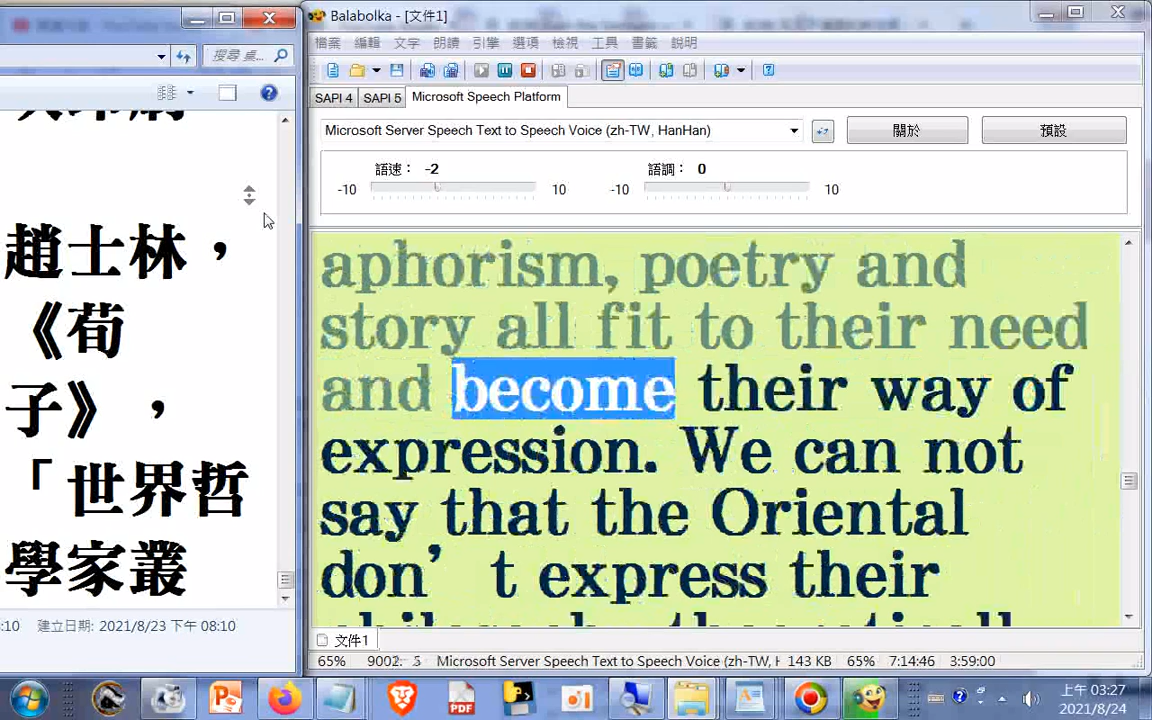 Balabolka - [文件1]
檔案 編輯 文字 朗讀 引擎 選項 檢視 工具 書籤 說明
搜尋 桌...
SAPI 4 SAPI 5 Microsoft Speech Platform
Microsoft Server Speech Text to Speech Voice (zh-TW, HanHan)
關於
預設
語速: -2
語調: 0
-10 10
-10 10
趙士林，
《荀
子》，
「世界哲
學家叢
:10 建立日期: 2021/8/23 下午 08:10
aphorism, poetry and
story all fit to their need
and become their way of
expression. We can not
say that the Oriental
don’t express their
文件1
65% Microsoft Server Speech Text to Speech Voice (zh-TW, H 143 KB 65% 7:14:46 3:59:00
PDF
上午 03:27
2021/8/24